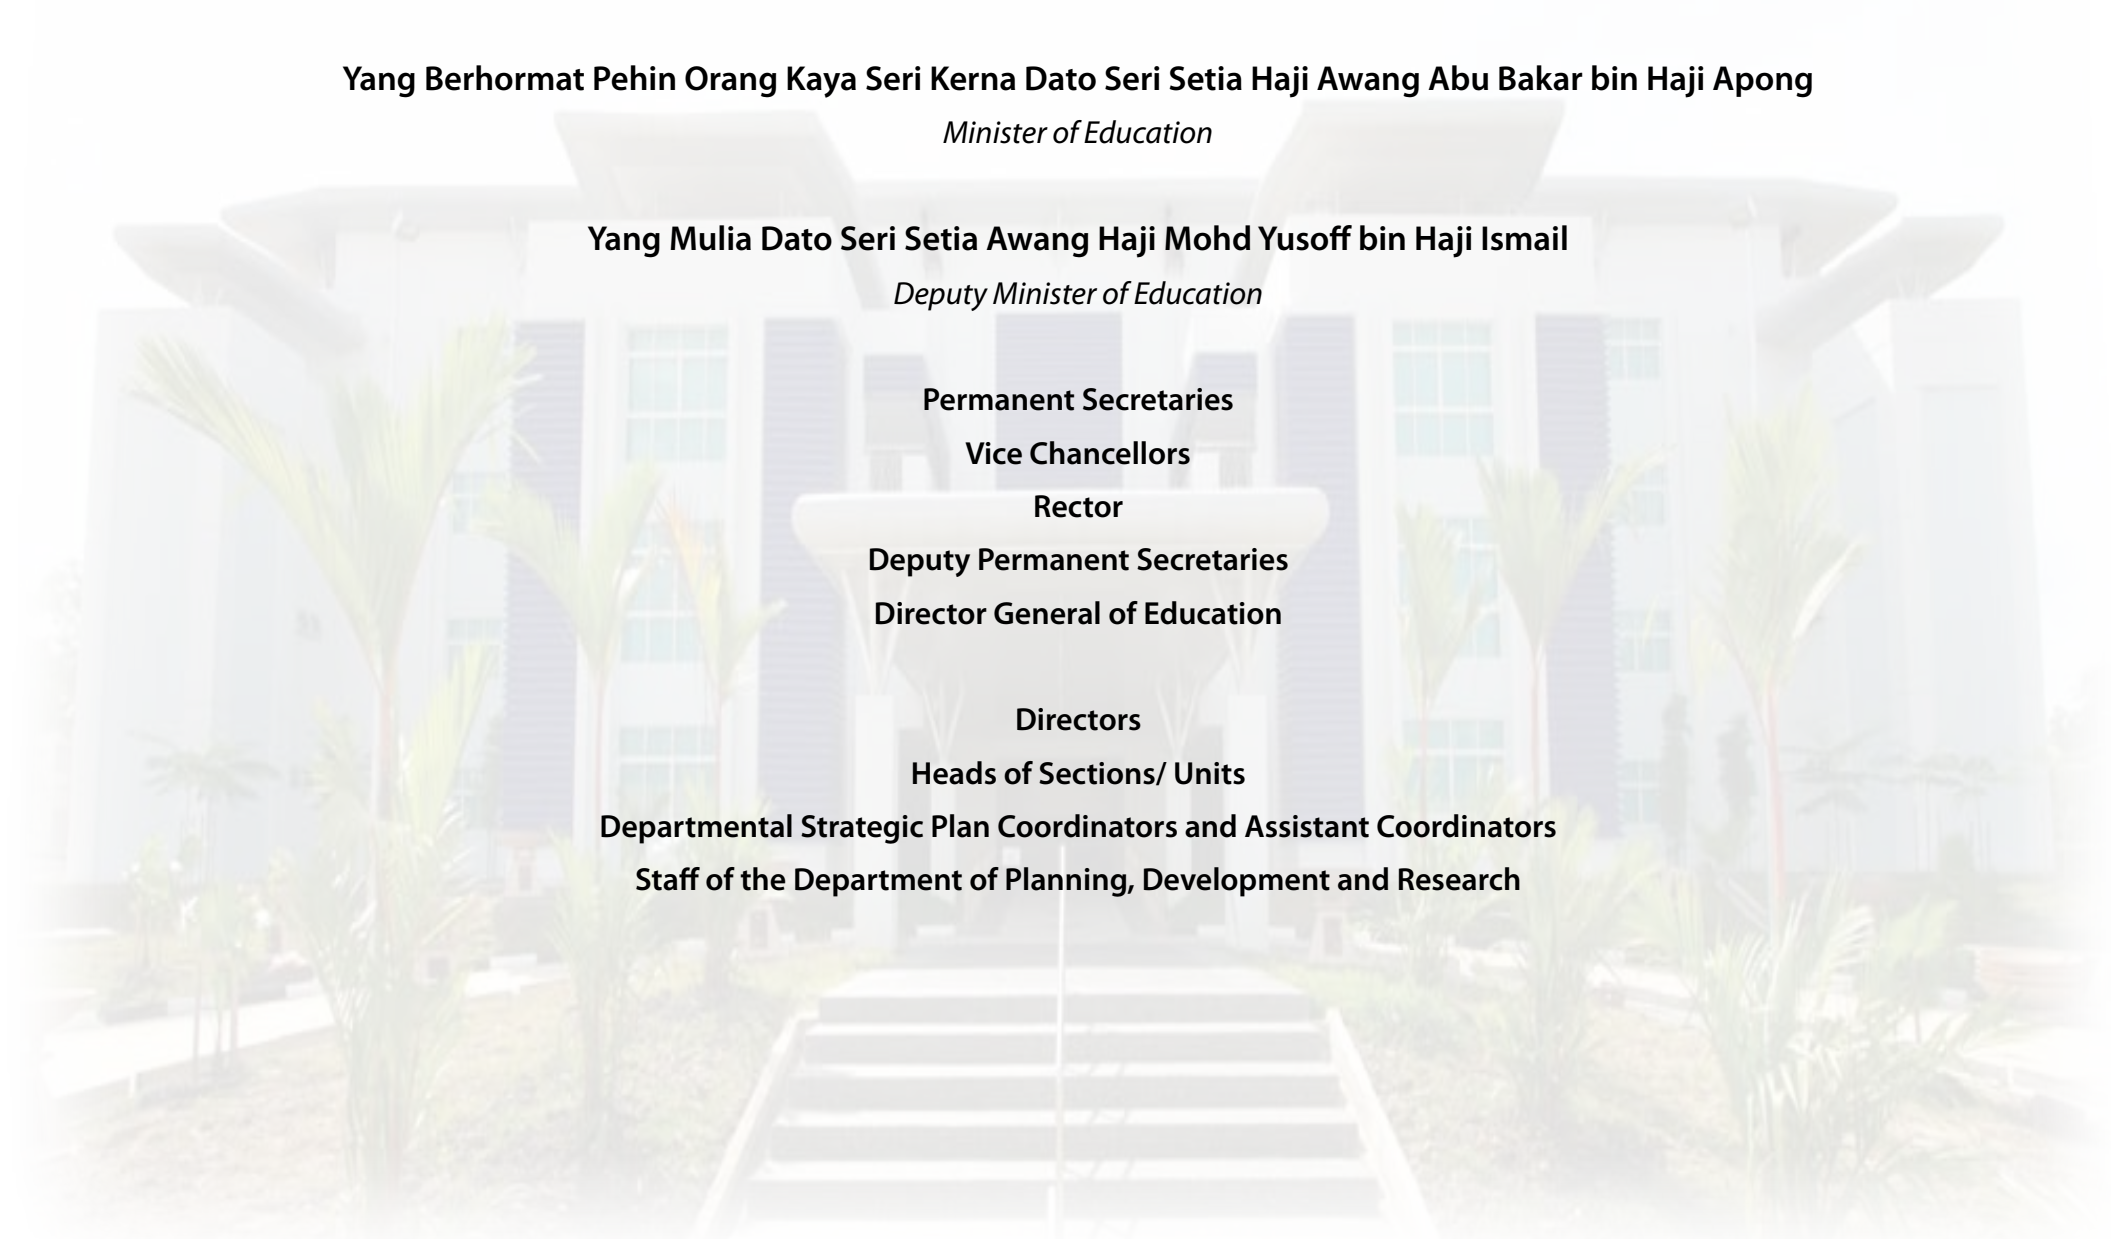 Yang Berhormat Pehin Orang Kaya Seri Kerna Dato Seri Setia Haji Awang Abu Bakar bin Haji Apong
Minister of Education
Yang Mulia Dato Seri Setia Awang Haji Mohd Yusoff bin Haji Ismail
Deputy Minister of Education
Permanent Secretaries
Vice Chancellors
Rector
Deputy Permanent Secretaries
Director General of Education
Directors
Heads of Sections/ Units
Departmental Strategic Plan Coordinators and Assistant Coordinators
Staff of the Department of Planning, Development and Research